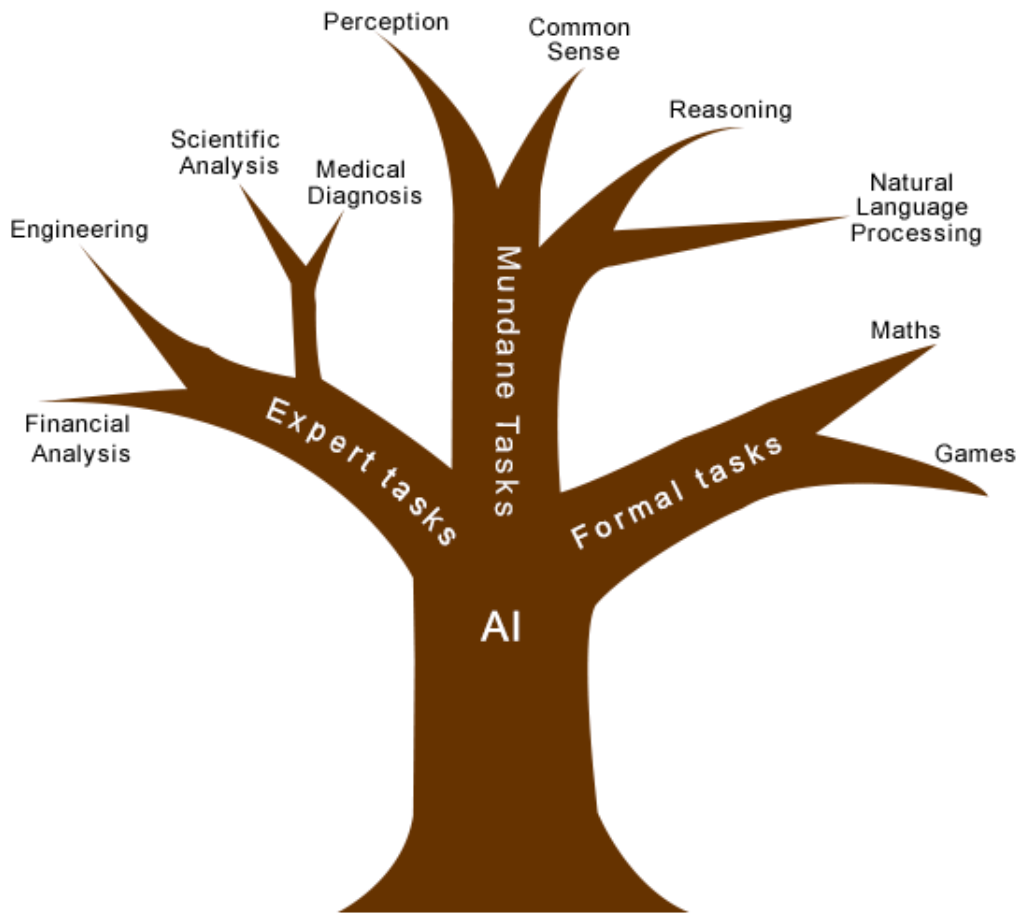 Perception
Common
Sense
Reasoning
Scientific
Analysis
Medical
Diagnosis
Natural
Language
Processing
Engineering
Mundane Tasks
Maths
Financial
Analysis
Expert tasks
Formal tasks
Games
AI